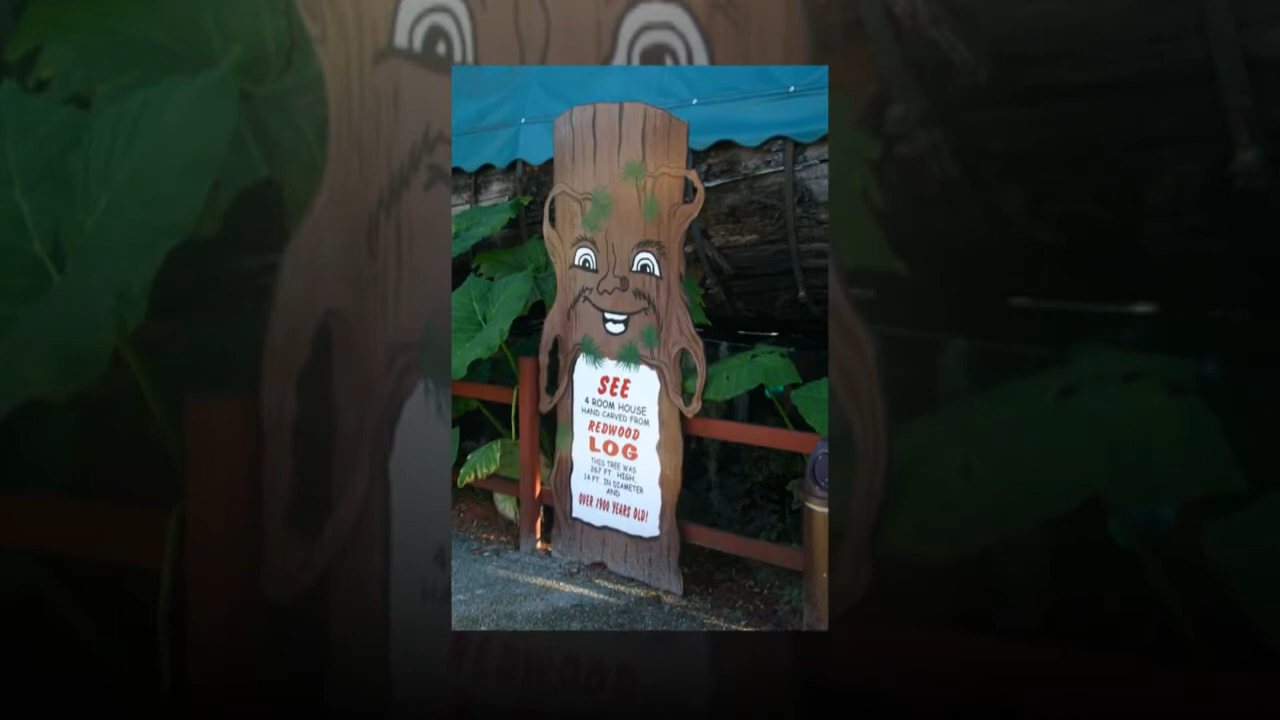 SEE
4 ROOM HOUSE
HAND CARVED FROM
REDWOOD
LOG
THIS TREE WAS
267 FT. HIGH,
14 FT. IN DIAMETER
AND
OVER 1900 YEARS OLD!